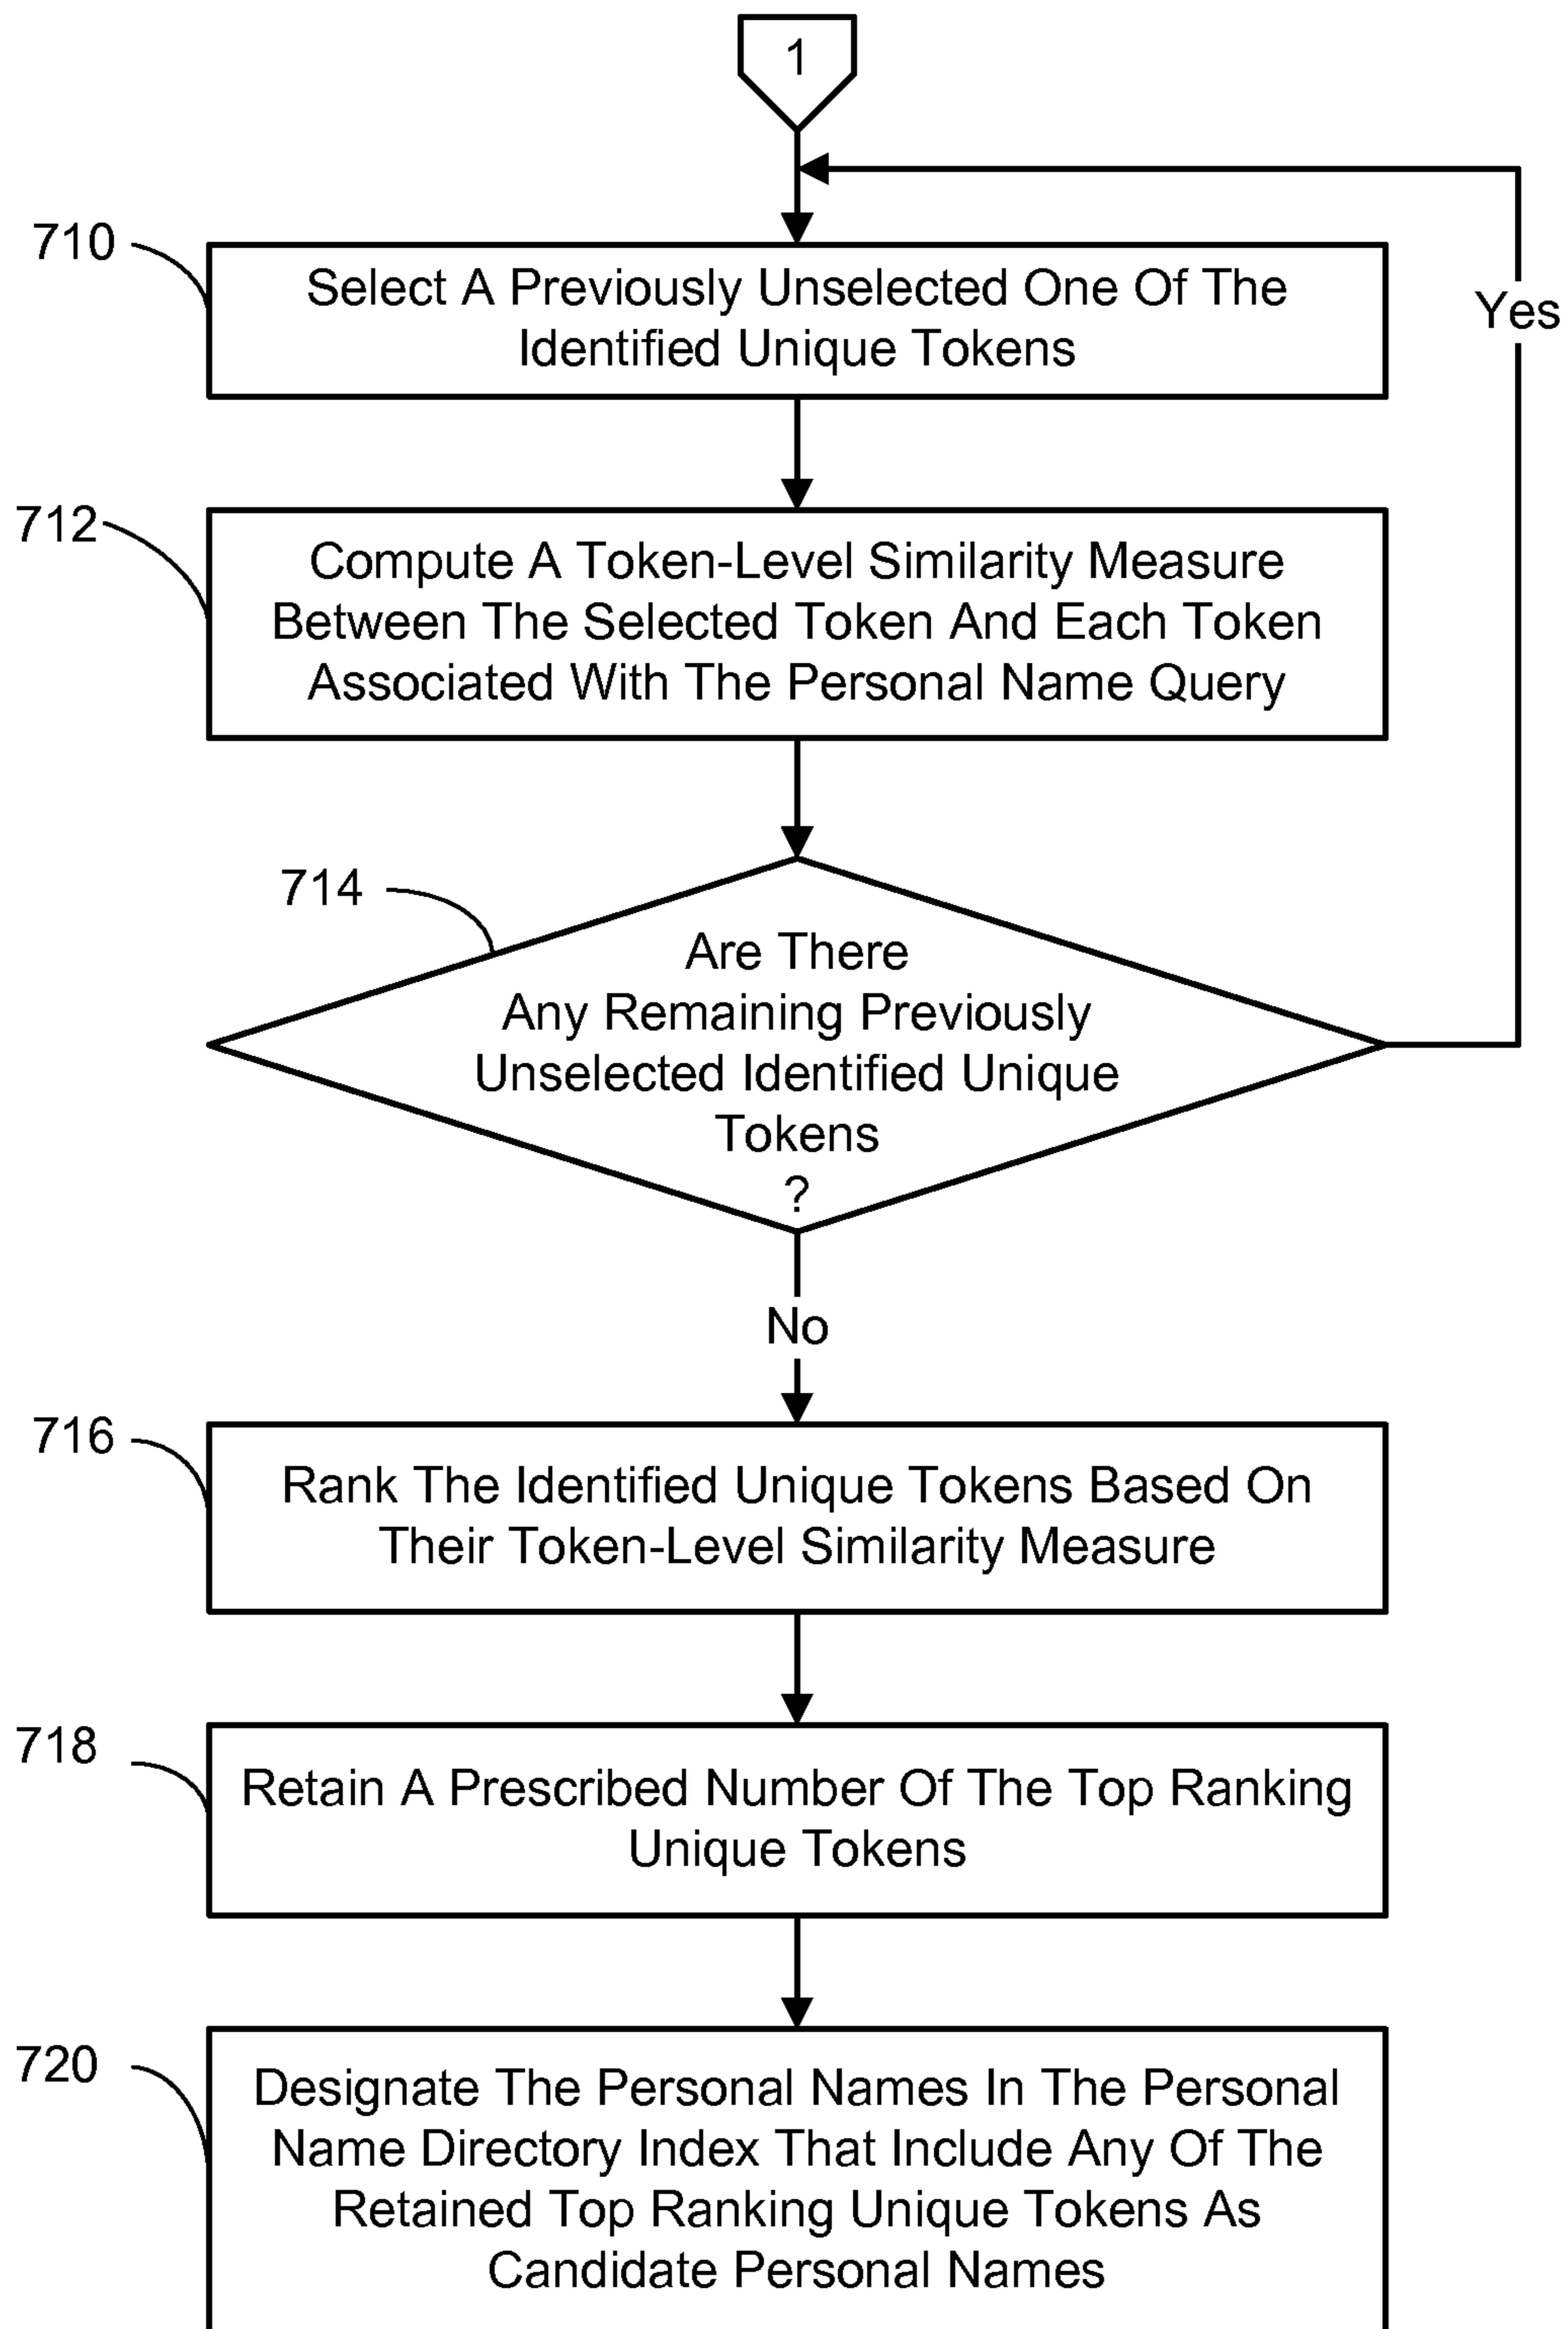 1
710
Select A Previously Unselected One Of The
Identified Unique Tokens
Yes
712
Compute A Token-Level Similarity Measure
Between The Selected Token And Each Token
Associated With The Personal Name Query
714
Are There
Any Remaining Previously
Unselected Identified Unique
Tokens
?
No
716
Rank The Identified Unique Tokens Based On
Their Token-Level Similarity Measure
718
Retain A Prescribed Number Of The Top Ranking
Unique Tokens
720
Designate The Personal Names In The Personal
Name Directory Index That Include Any Of The
Retained Top Ranking Unique Tokens As
Candidate Personal Names